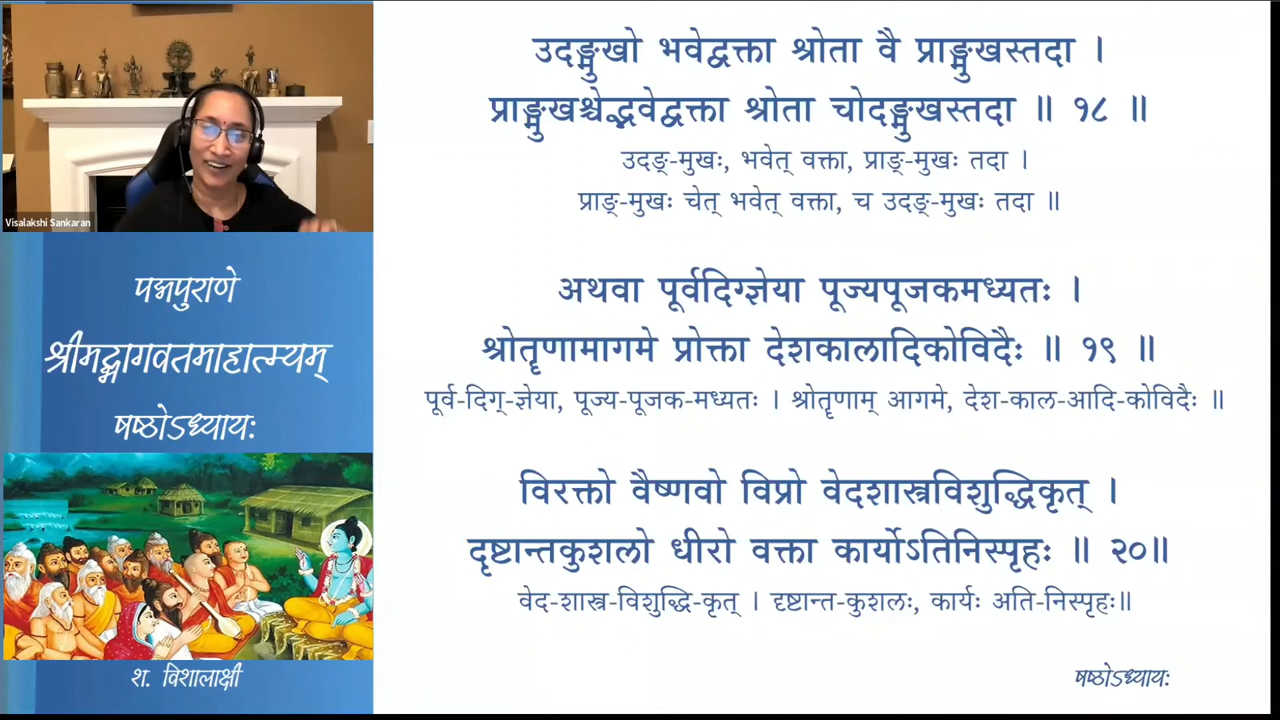 Visalakshi Sankaran
पद्मपुराणे
श्रीमद्भागवतमाहात्म्यम्
षष्ठोऽध्यायः
श. विशालाक्षी
उदङ्मुखो भवेद्वक्ता श्रोता वै प्राङ्मुखस्तदा ।
प्राङ्मुखश्चेद्भवेद्वक्ता श्रोता चोदङ्मुखस्तदा ॥ १८ ॥
उदङ्-मुखः, भवेत् वक्ता, प्राङ्-मुखः तदा ।
प्राङ्-मुखः चेत् भवेत् वक्ता, च उदङ्-मुखः तदा ॥
अथवा पूर्वदिग्ज्ञेया पूज्यपूजकमध्यतः ।
श्रोतॄणामागमे प्रोक्ता देशकालादिकोविदैः ॥ १९ ॥
पूर्व-दिग्-ज्ञेया, पूज्य-पूजक-मध्यतः । श्रोतॄणाम् आगमे, देश-काल-आदि-कोविदैः ॥
विरक्तो वैष्णवो विप्रो वेदशास्त्रविशुद्धिकृत् ।
दृष्टान्तकुशलो धीरो वक्ता कार्योऽतिनिस्पृहः ॥ २०॥
वेद-शास्त्र-विशुद्धि-कृत् । दृष्टान्त-कुशलः, कार्यः अति-निस्पृहः॥
षष्ठोऽध्यायः